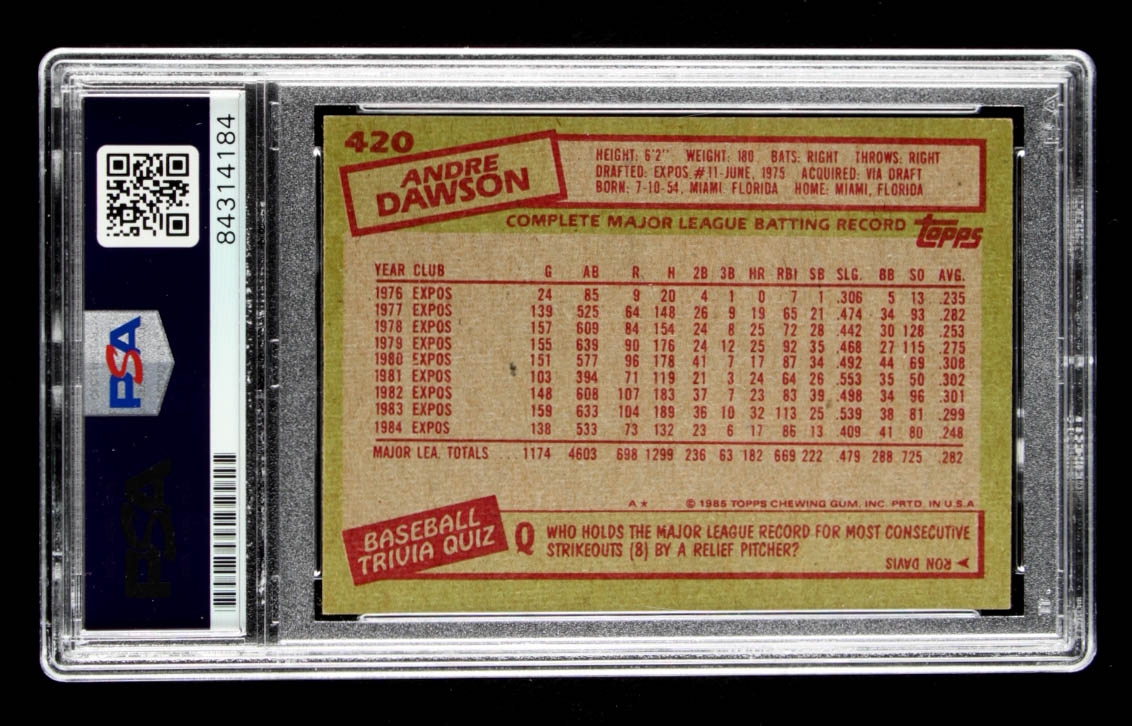 84314184
PSA
PSA
420
ANDRE
DAWSON
HEIGHT: 6'2" WEIGHT: 180 BATS: RIGHT THROWS: RIGHT
DRAFTED: EXPOS #11-JUNE, 1975 ACQUIRED: VIA DRAFT
BORN: 7-10-54, MIAMI, FLORIDA HOME: MIAMI, FLORIDA
COMPLETE MAJOR LEAGUE BATTING RECORD topps
YEAR CLUB G AB R H 2B 3B HR RBI SB SLG. BB SO AVG.
1976 EXPOS 24 85 9 20 4 1 0 7 1 .306 5 13 .235
1977 EXPOS 139 525 64 148 26 9 19 65 21 .474 34 93 .282
1978 EXPOS 157 609 84 154 24 8 25 72 28 .442 30 128 .253
1979 EXPOS 155 639 90 176 24 12 25 92 35 .468 27 115 .275
1980 EXPOS 151 577 96 178 41 7 17 87 34 .492 44 69 .308
1981 EXPOS 103 394 71 119 21 3 24 64 26 .553 35 50 .302
1982 EXPOS 148 608 107 183 37 7 23 83 39 .498 34 96 .301
1983 EXPOS 159 633 104 189 36 10 32 113 25 .539 38 81 .299
1984 EXPOS 138 533 73 132 23 6 17 86 13 .409 41 80 .248
MAJOR LEA. TOTALS ...1174 4603 698 1299 236 63 182 669 222 .479 288 725 .282
A★ © 1985 TOPPS CHEWING GUM, INC. PRTD. IN U.S.A
BASEBALL
TRIVIA QUIZ
Q WHO HOLDS THE MAJOR LEAGUE RECORD FOR MOST CONSECUTIVE
STRIKEOUTS (8) BY A RELIEF PITCHER?
RON DAVIS